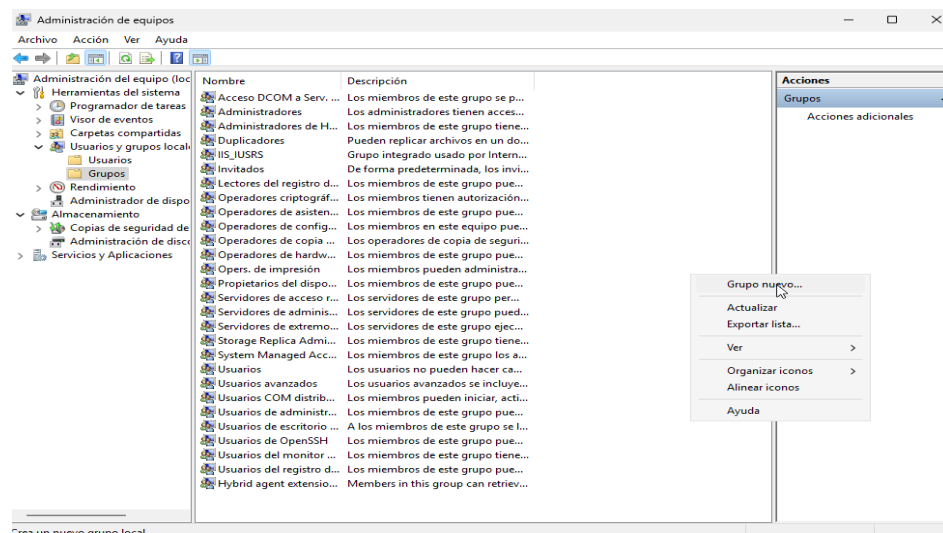 Administración de equipos
Archivo Acción Ver Ayuda
Administración del equipo (loc
Herramientas del sistema
Programador de tareas
Visor de eventos
Carpetas compartidas
Usuarios y grupos locale
Usuarios
Grupos
Rendimiento
Administrador de dispo
Almacenamiento
Copias de seguridad de
Administración de disco
Servicios y Aplicaciones
Nombre Descripción
Acceso DCOM a Serv. ... Los miembros de este grupo se p...
Administradores Los administradores tienen acces...
Administradores de H... Los miembros de este grupo tiene...
Duplicadores Pueden replicar archivos en un do...
IIS_IUSRS Grupo integrado usado por Intern...
Invitados De forma predeterminada, los invi...
Lectores del registro d... Los miembros de este grupo pue...
Operadores criptográf... Los miembros tienen autorización...
Operadores de asisten... Los miembros de este grupo pue...
Operadores de config... Los miembros en este equipo pue...
Operadores de copia ... Los operadores de copia de seguri...
Operadores de hardw... Los miembros de este grupo pue...
Opers. de impresión Los miembros pueden administra...
Propietarios del dispo... Los miembros de este grupo pue...
Servidores de acceso r... Los servidores de este grupo per...
Servidores de adminis... Los servidores de este grupo pued...
Servidores de extremo... Los servidores de este grupo ejec...
Storage Replica Admi... Los miembros de este grupo tiene...
System Managed Acc... Los miembros de este grupo los a...
Usuarios Los usuarios no pueden hacer ca...
Usuarios avanzados Los usuarios avanzados se incluye...
Usuarios COM distrib... Los miembros pueden iniciar, acti...
Usuarios de administr... Los miembros de este grupo pue...
Usuarios de escritorio ... A los miembros de este grupo se l...
Usuarios de OpenSSH Los miembros de este grupo pue...
Usuarios del monitor ... Los miembros de este grupo tiene...
Usuarios del registro d... Los miembros de este grupo pue...
Hybrid agent extensio... Members in this group can retriev...
Acciones
Grupos
Acciones adicionales
Grupo nuevo...
Actualizar
Exportar lista...
Ver
Organizar iconos
Alinear iconos
Ayuda
Crea un nuevo grupo local